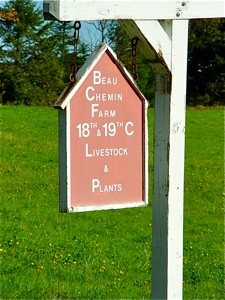 Beau
Chemin
Farm
18th & 19th C
Livestock
&
Plants